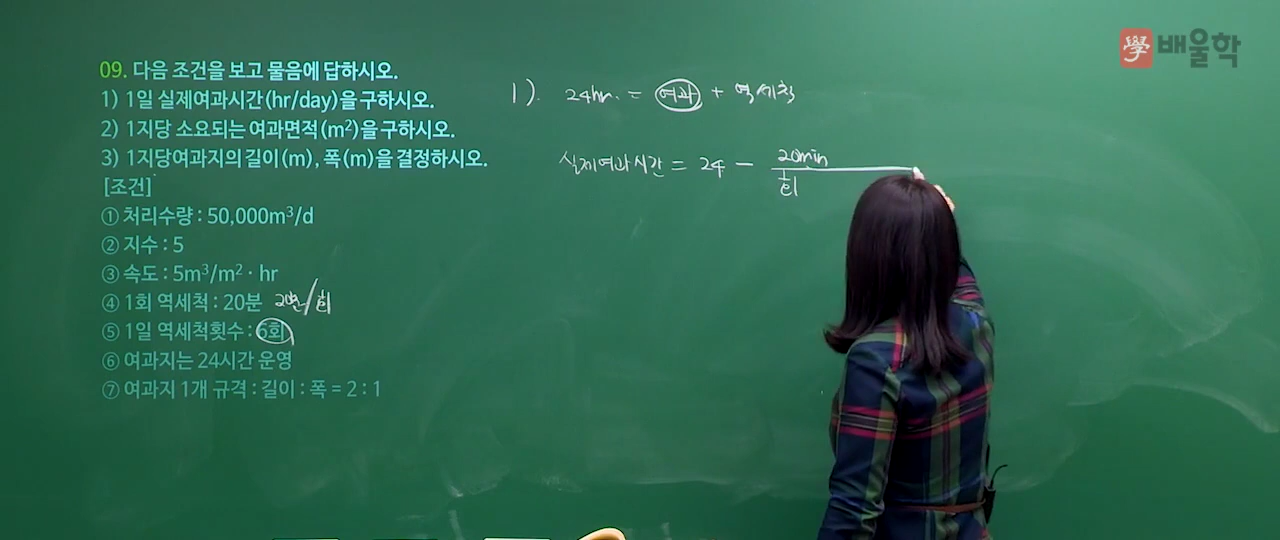 學 배울학
09. 다음 조건을 보고 물음에 답하시오.
1) 1일 실제여과시간(hr/day)을 구하시오.
2) 1지당 소요되는 여과면적(m²)을 구하시오.
3) 1지당여과지의 길이(m), 폭(m)을 결정하시오.
[조건]
① 처리수량 : 50,000m³/d
② 지수 : 5
③ 속도 : 5m³/m² · hr
④ 1회 역세척 : 20분 20분/회
⑤ 1일 역세척횟수 : 6회
⑥ 여과지는 24시간 운영
⑦ 여과지 1개 규격 : 길이 : 폭 = 2 : 1
1). 24hr. = 여과 + 역세척
실제여과시간 = 24 - 20min
회